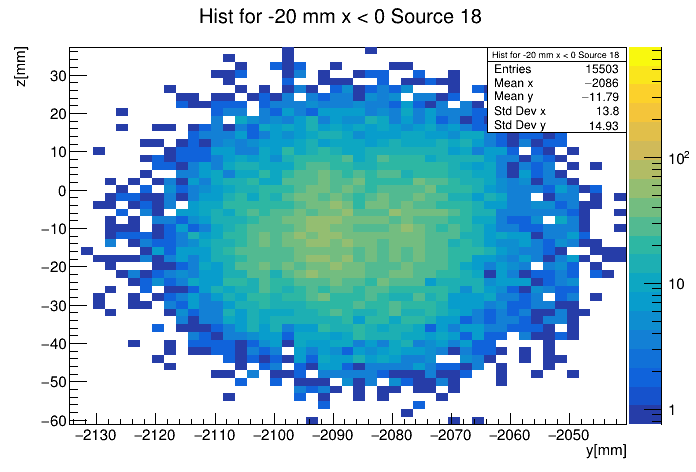 Hist for -20 mm x < 0 Source 18
z[mm]
Hist for -20 mm x < 0 Source 18
Entries 15503
Mean x −2086
Mean y −11.79
Std Dev x 13.8
Std Dev y 14.93
30
20
10
0
−10
−20
−30
−40
−50
−60
10²
10
1
−2130 −2120 −2110 −2100 −2090 −2080 −2070 −2060 −2050
y[mm]